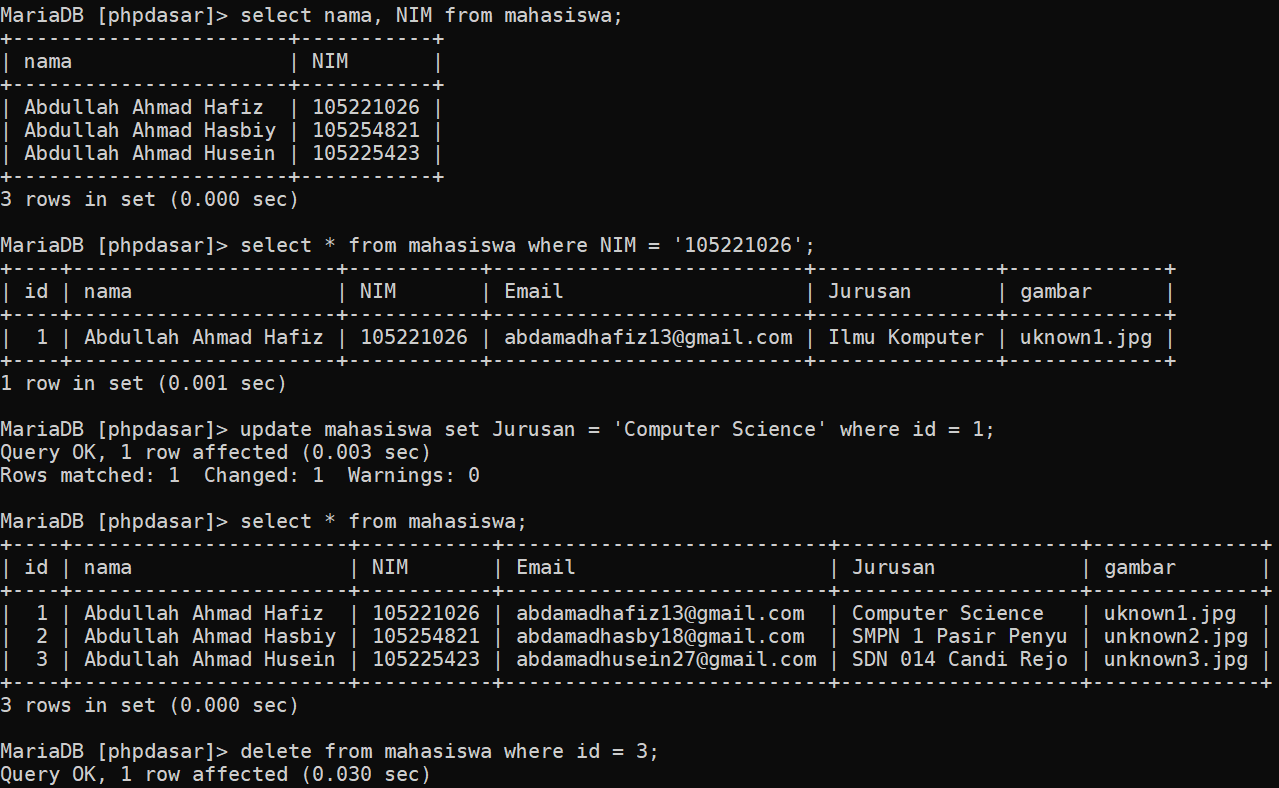 MariaDB [phpdasar]> select nama, NIM from mahasiswa;
+-----------------------+-----------+
| nama                  | NIM       |
+-----------------------+-----------+
| Abdullah Ahmad Hafiz  | 105221026 |
| Abdullah Ahmad Hasbiy | 105254821 |
| Abdullah Ahmad Husein | 105225423 |
+-----------------------+-----------+
3 rows in set (0.000 sec)

MariaDB [phpdasar]> select * from mahasiswa where NIM = '105221026';
+----+----------------------+-----------+--------------------------+---------------+-------------+
| id | nama                 | NIM       | Email                    | Jurusan       | gambar      |
+----+----------------------+-----------+--------------------------+---------------+-------------+
|  1 | Abdullah Ahmad Hafiz | 105221026 | abdamadhafiz13@gmail.com | Ilmu Komputer | uknown1.jpg |
+----+----------------------+-----------+--------------------------+---------------+-------------+
1 row in set (0.001 sec)

MariaDB [phpdasar]> update mahasiswa set Jurusan = 'Computer Science' where id = 1;
Query OK, 1 row affected (0.003 sec)
Rows matched: 1  Changed: 1  Warnings: 0

MariaDB [phpdasar]> select * from mahasiswa;
+----+-----------------------+-----------+---------------------------+--------------------+--------------+
| id | nama                  | NIM       | Email                     | Jurusan            | gambar       |
+----+-----------------------+-----------+---------------------------+--------------------+--------------+
|  1 | Abdullah Ahmad Hafiz  | 105221026 | abdamadhafiz13@gmail.com  | Computer Science   | uknown1.jpg  |
|  2 | Abdullah Ahmad Hasbiy | 105254821 | abdamadhasby18@gmail.com  | SMPN 1 Pasir Penyu | unknown2.jpg |
|  3 | Abdullah Ahmad Husein | 105225423 | abdamadhusein27@gmail.com | SDN 014 Candi Rejo | unknown3.jpg |
+----+-----------------------+-----------+---------------------------+--------------------+--------------+
3 rows in set (0.000 sec)

MariaDB [phpdasar]> delete from mahasiswa where id = 3;
Query OK, 1 row affected (0.030 sec)